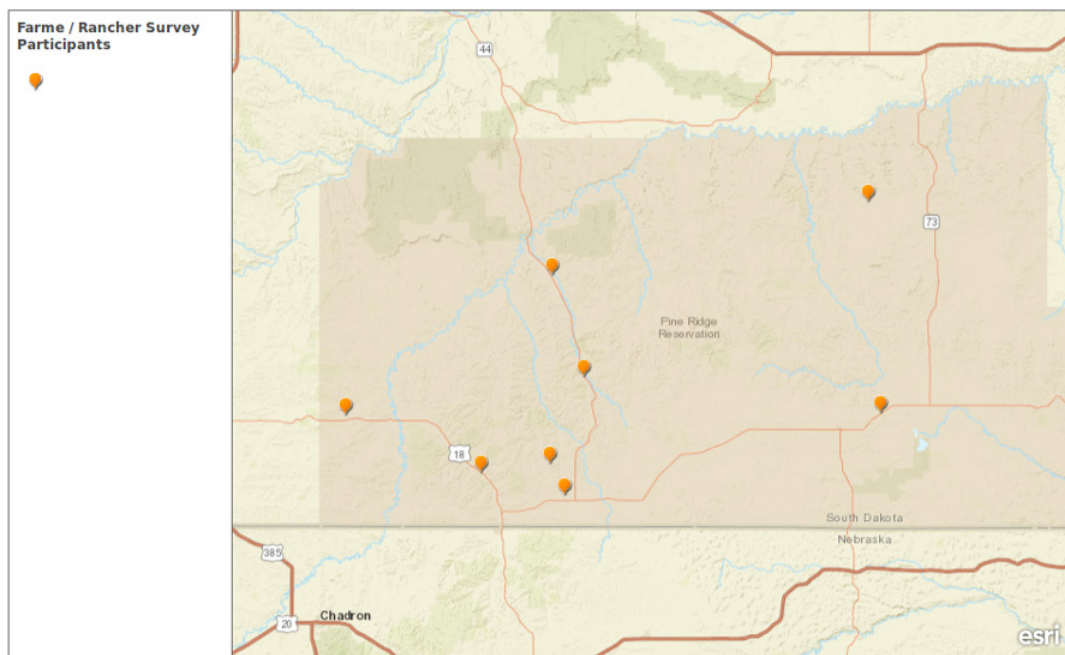 Farme / Rancher Survey
Participants
44
73
Pine Ridge
Reservation
18
South Dakota
Nebraska
385
Chadron
20
esri